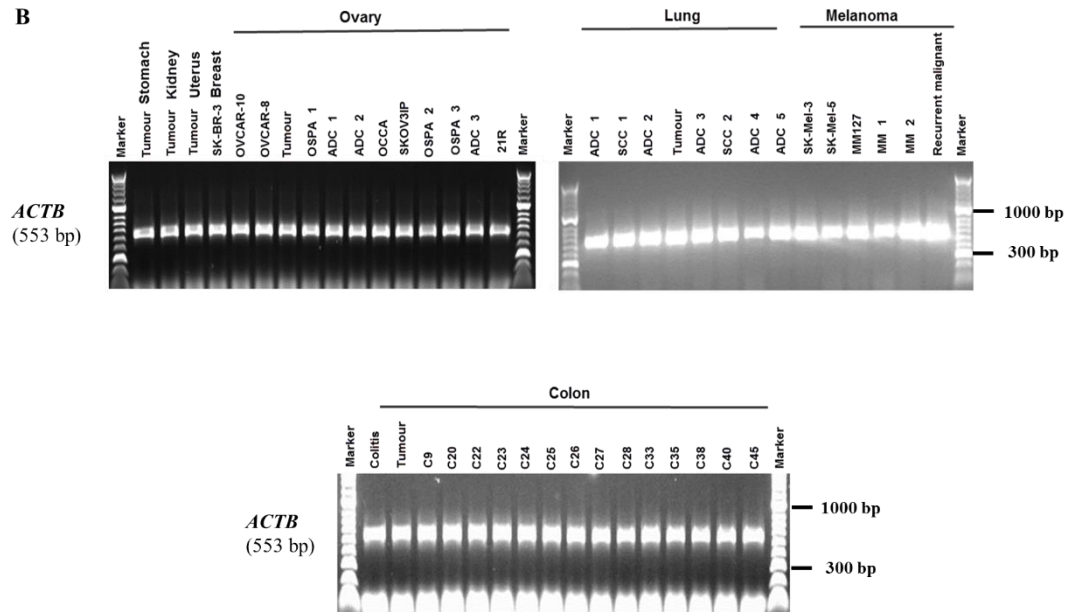 B
Ovary
Lung
Melanoma
Marker
Tumour Stomach
Tumour Kidney
Tumour Uterus
SK-BR-3 Breast
OVCAR-10
OVCAR-8
Tumour
OSPA 1
ADC 1
ADC 2
OCCA
SKOV3IP
OSPA 2
OSPA 3
ADC 3
21R
Marker
Marker
ADC 1
SCC 1
ADC 2
Tumour
ADC 3
SCC 2
ADC 4
ADC 5
SK-Mel-3
SK-Mel-5
MM127
MM 1
MM 2
Recurrent malignant
Marker
ACTB
(553 bp)
1000 bp
300 bp
Colon
Marker
Colitis
Tumour
C9
C20
C22
C23
C24
C25
C26
C27
C28
C33
C35
C38
C40
C45
Marker
ACTB
(553 bp)
1000 bp
300 bp